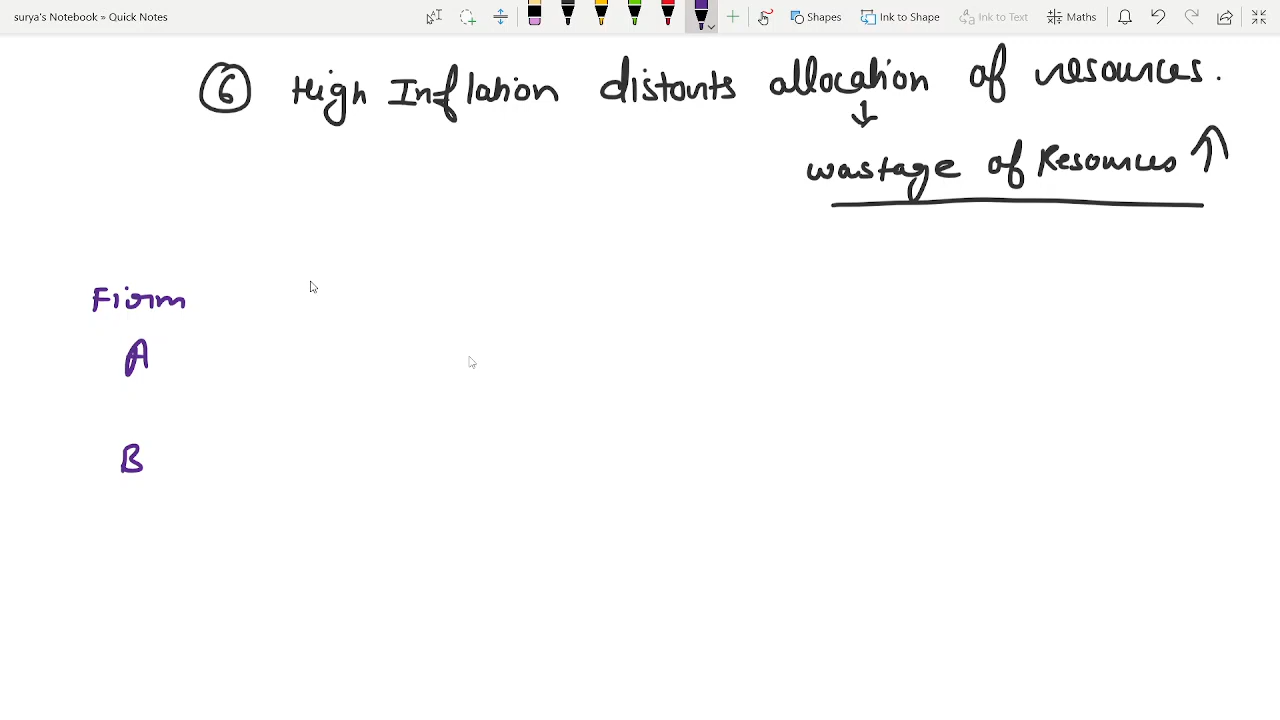 surya's Notebook » Quick Notes
Shapes
Ink to Shape
Ink to Text
Maths
6 High Inflation distorts allocation of resources.
↓
wastage of Resources ↑
Firm
A
B